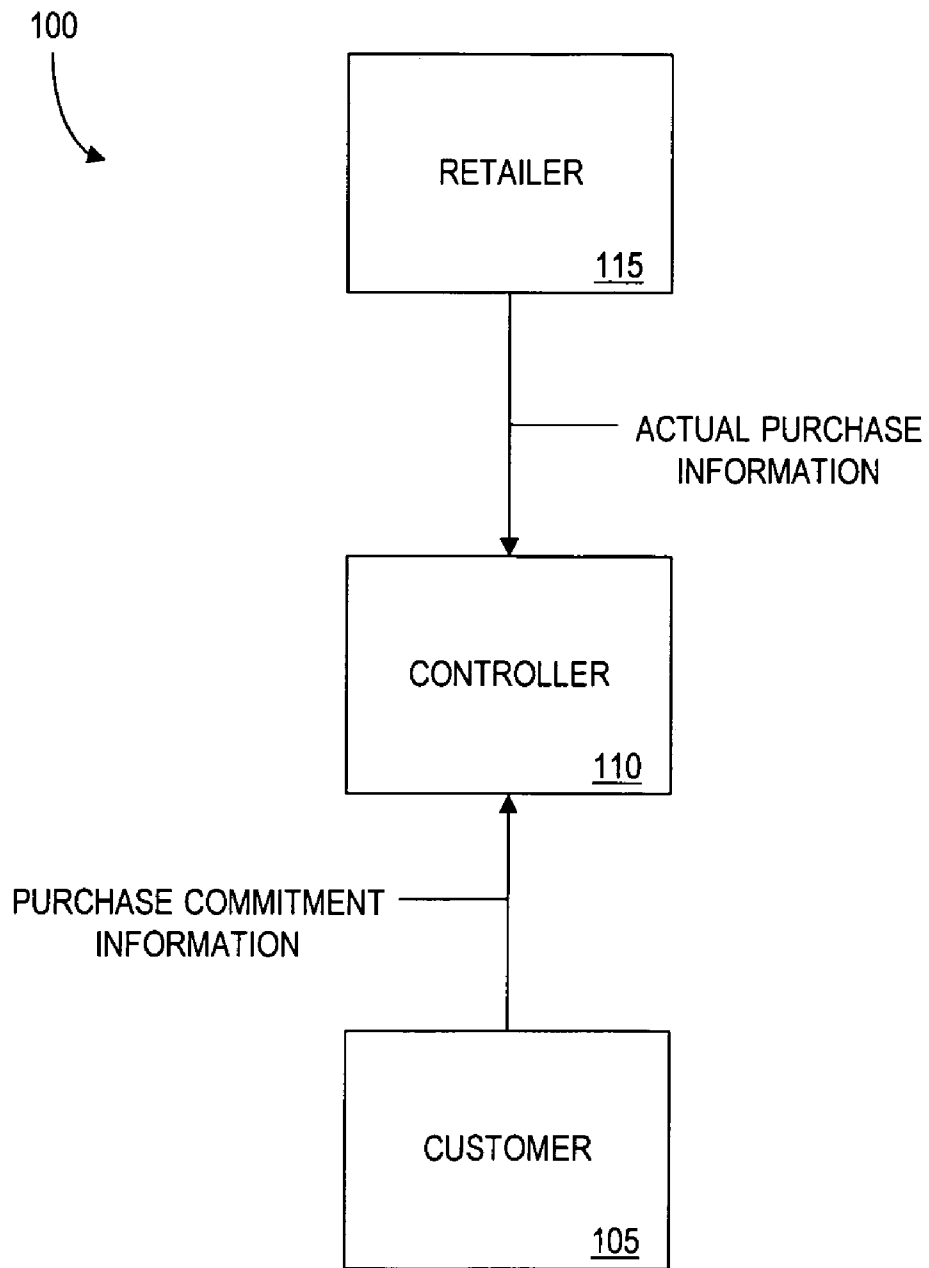 100
RETAILER
115
ACTUAL PURCHASE
INFORMATION
CONTROLLER
110
PURCHASE COMMITMENT
INFORMATION
CUSTOMER
105